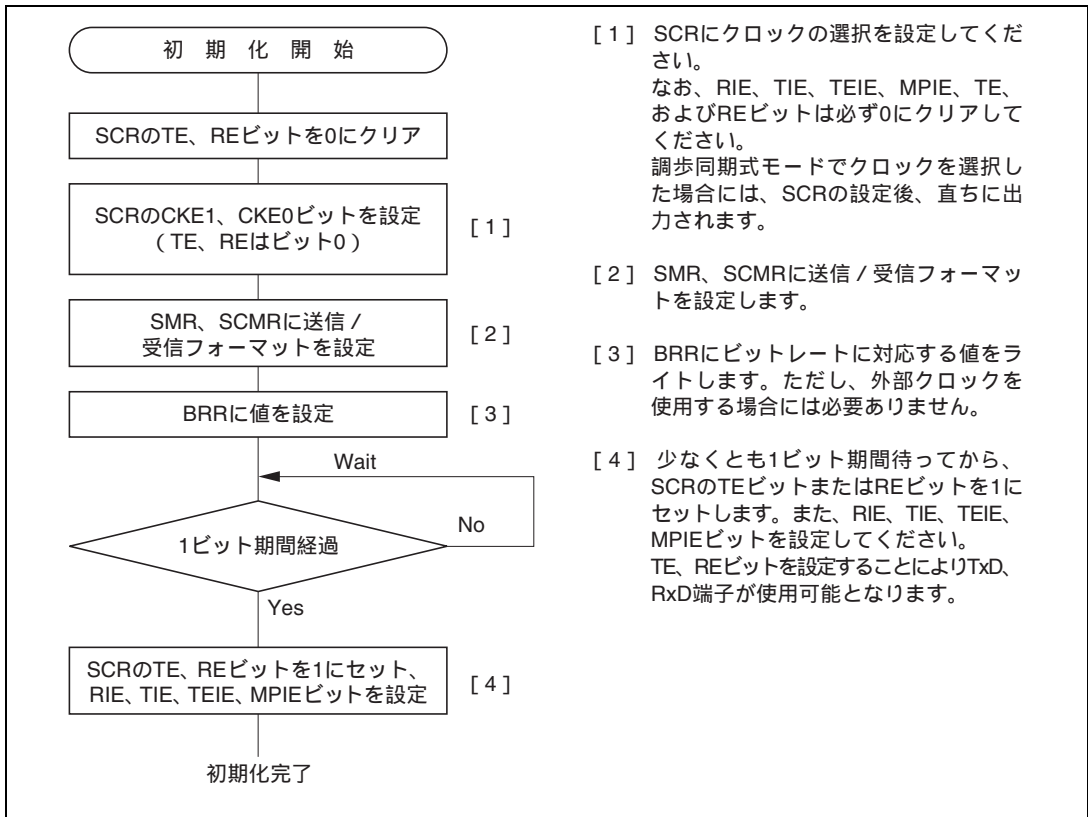 初期化開始
SCRのTE、REビットを0にクリア
SCRのCKE1、CKE0ビットを設定
(TE、REはビット0)
[1]
SMR、SCMRに送信/
受信フォーマットを設定
[2]
BRRに値を設定
[3]
Wait
1ビット期間経過
No
Yes
SCRのTE、REビットを1にセット、
RIE、TIE、TEIE、MPIEビットを設定
[4]
初期化完了
[1] SCRにクロックの選択を設定してくだ
さい。
なお、RIE、TIE、TEIE、MPIE、TE、
およびREビットは必ず0にクリアして
ください。
調歩同期式モードでクロックを選択し
た場合には、SCRの設定後、直ちに出
力されます。
[2] SMR、SCMRに送信/受信フォーマッ
トを設定します。
[3] BRRにビットレートに対応する値をラ
イトします。ただし、外部クロックを
使用する場合には必要ありません。
[4] 少なくとも1ビット期間待ってから、
SCRのTEビットまたはREビットを1に
セットします。また、RIE、TIE、TEIE、
MPIEビットを設定してください。
TE、REビットを設定することによりTxD、
RxD端子が使用可能となります。